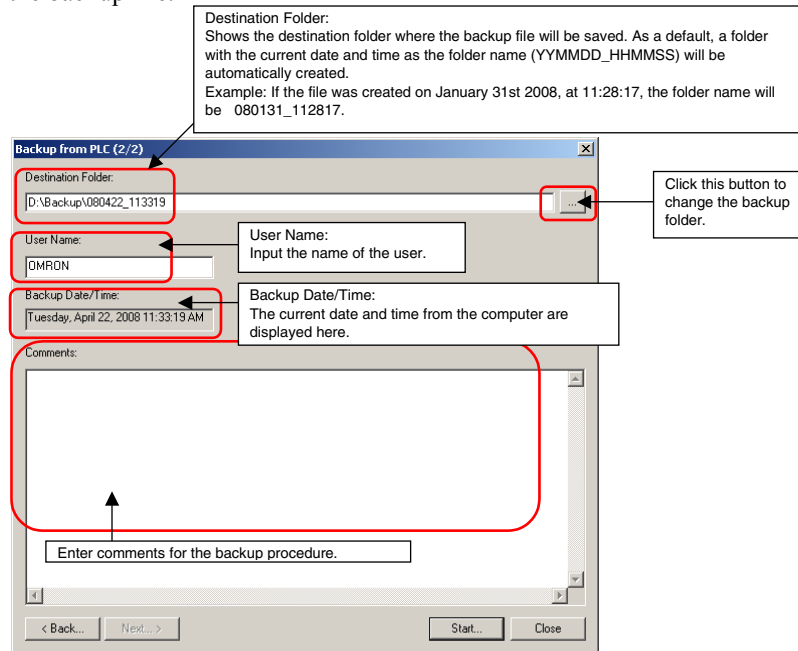 Destination Folder:
Shows the destination folder where the backup file will be saved. As a default, a folder
with the current date and time as the folder name (YYMMDD_HHMMSS) will be
automatically created.
Example: If the file was created on January 31st 2008, at 11:28:17, the folder name will
be 080131_112817.
Backup from PLC (2/2)
Destination Folder:
D:\Backup\080422_113319
...
Click this button to
change the backup
folder.
User Name:
OMRON
User Name:
Input the name of the user.
Backup Date/Time:
Tuesday, April 22, 2008 11:33:19 AM
Backup Date/Time:
The current date and time from the computer are
displayed here.
Comments:
Enter comments for the backup procedure.
< Back...
Next... >
Start...
Close